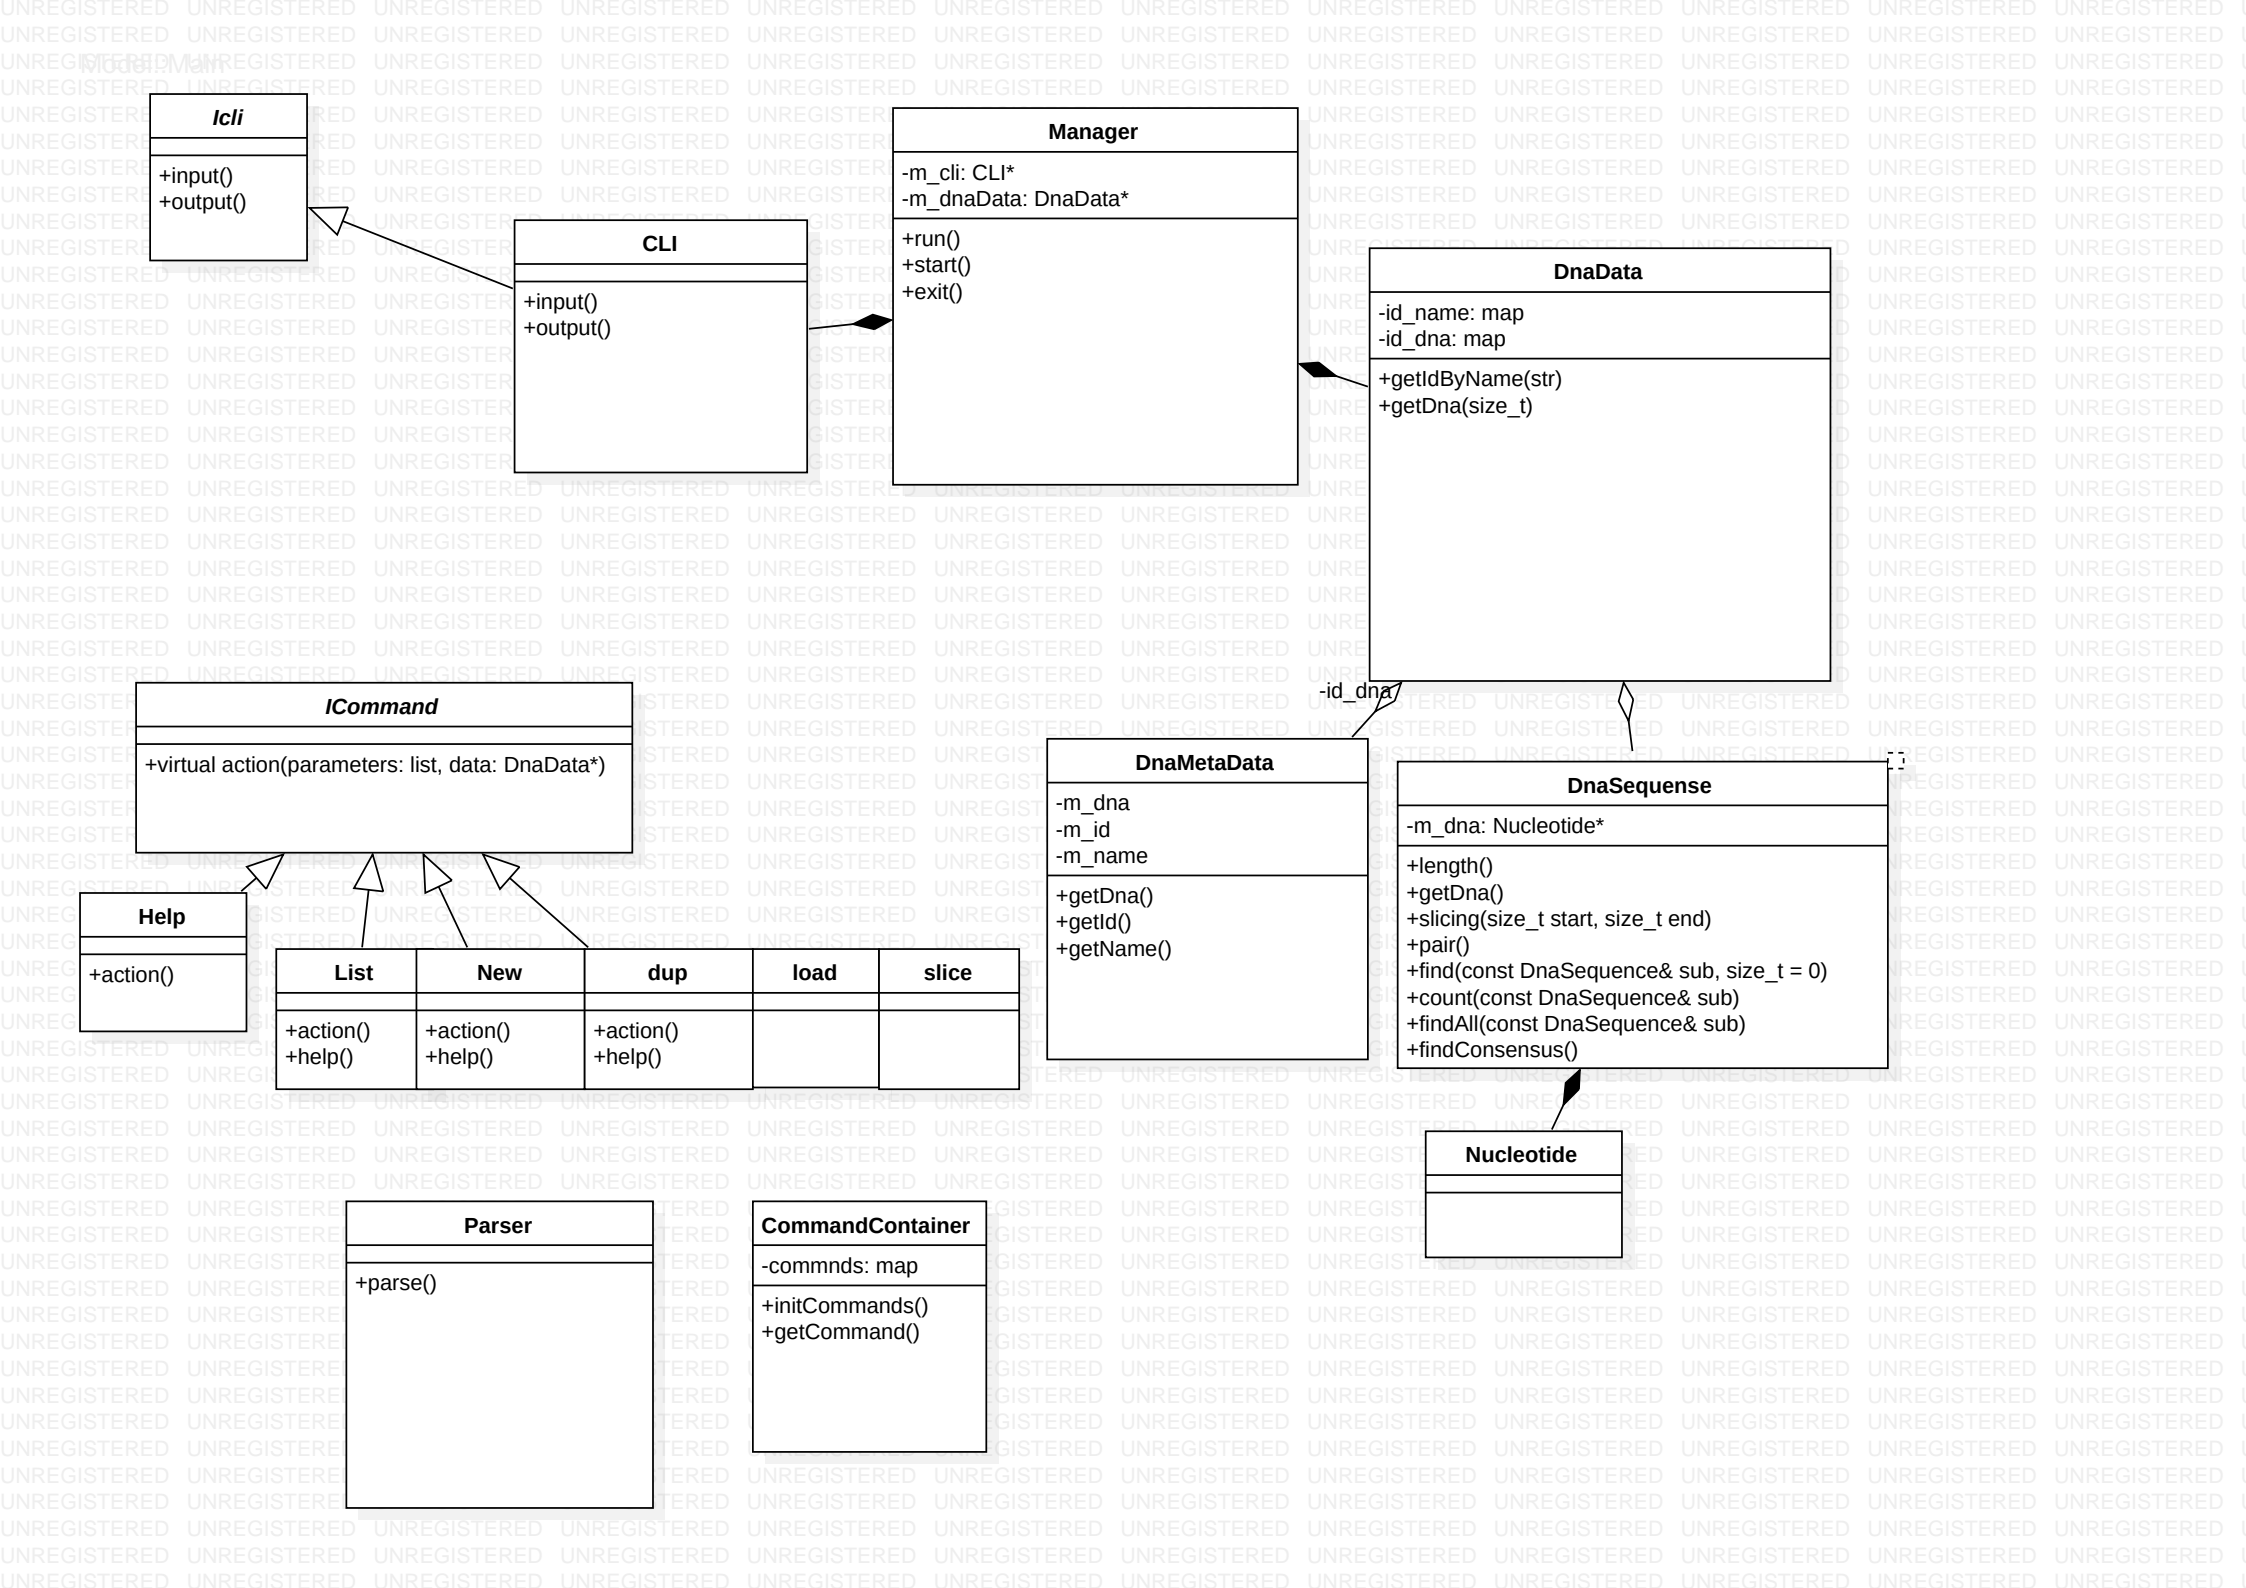 Model::Main
Icli
+input()
+output()
CLI
+input()
+output()
Manager
-m_cli: CLI*
-m_dnaData: DnaData*
+run()
+start()
+exit()
DnaData
-id_name: map
-id_dna: map
+getIdByName(str)
+getDna(size_t)
-id_dna
ICommand
+virtual action(parameters: list, data: DnaData*)
Help
+action()
List
+action()
+help()
New
+action()
+help()
dup
+action()
+help()
load
slice
DnaMetaData
-m_dna
-m_id
-m_name
+getDna()
+getId()
+getName()
DnaSequense
-m_dna: Nucleotide*
+length()
+getDna()
+slicing(size_t start, size_t end)
+pair()
+find(const DnaSequence& sub, size_t = 0)
+count(const DnaSequence& sub)
+findAll(const DnaSequence& sub)
+findConsensus()
Nucleotide
Parser
+parse()
CommandContainer
-commnds: map
+initCommands()
+getCommand()
UNREGISTERED